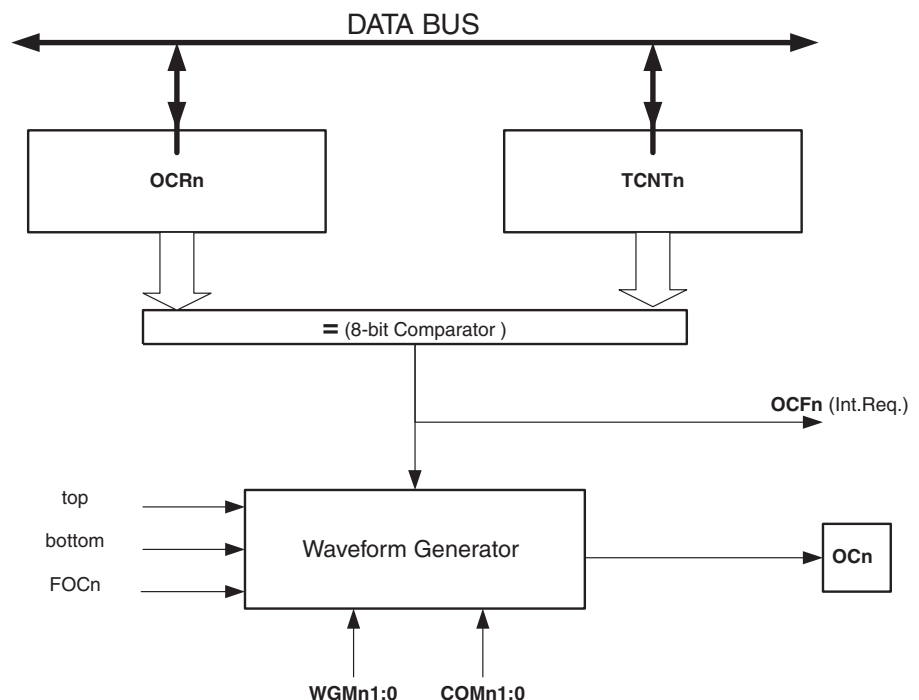 DATA BUS
OCRn
TCNTn
= (8-bit Comparator )
OCFn (Int.Req.)
top
bottom
FOCn
Waveform Generator
OCn
WGMn1:0 COMn1:0